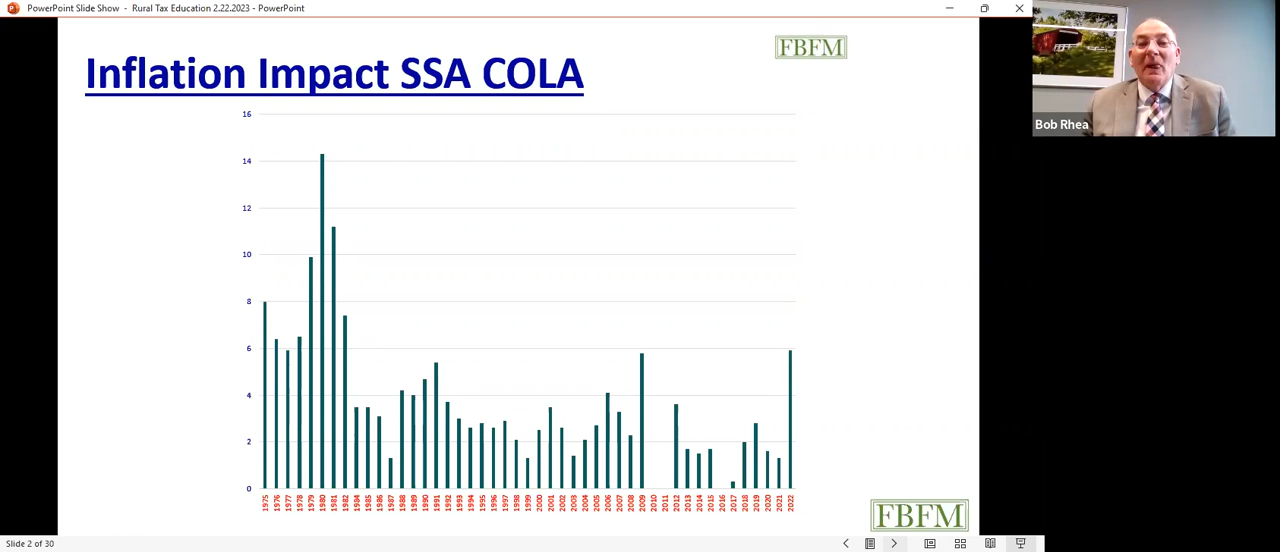 PowerPoint Slide Show - Rural Tax Education 2.22.2023 - PowerPoint
FBFM
Inflation Impact SSA COLA
Bob Rhea
16
14
12
10
8
6
4
2
0
1975 1976 1977 1978 1979 1980 1981 1982 1984 1985 1986 1987 1988 1989 1990 1991 1992 1993 1994 1995 1996 1997 1998 1999 2000 2001 2002 2003 2004 2005 2006 2007 2008 2009 2010 2011 2012 2013 2014 2015 2016 2017 2018 2019 2020 2021 2022
FBFM
Slide 2 of 30